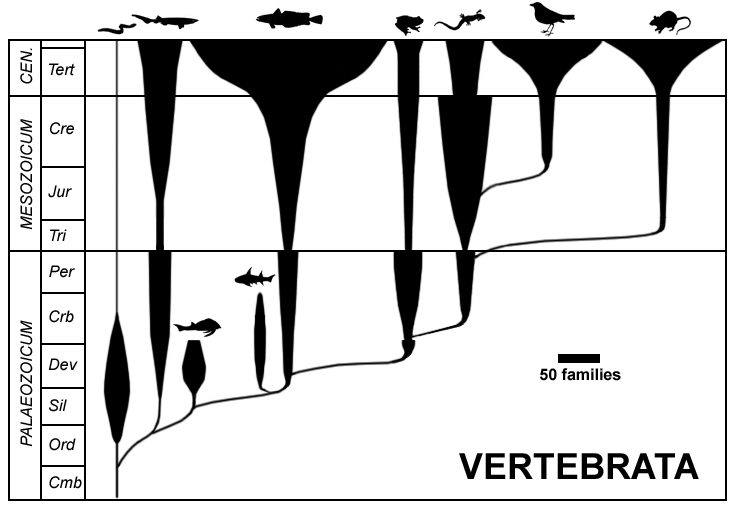 CEN.
Tert
MESOZOICUM
Cre
Jur
Tri
PALAEOZOICUM
Per
Crb
Dev
Sil
Ord
Cmb
50 families
VERTEBRATA